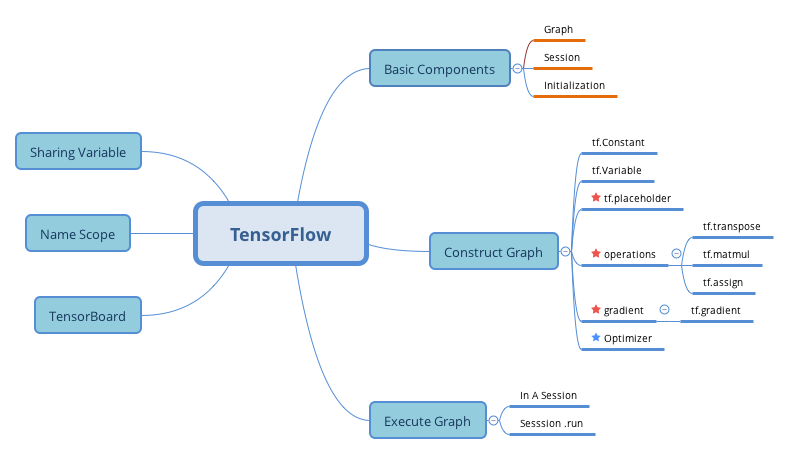 TensorFlow
Basic Components
Graph
Session
Initialization
Construct Graph
tf.Constant
tf.Variable
tf.placeholder
operations
tf.transpose
tf.matmul
tf.assign
gradient
tf.gradient
Optimizer
Execute Graph
In A Session
Sesssion .run
Sharing Variable
Name Scope
TensorBoard